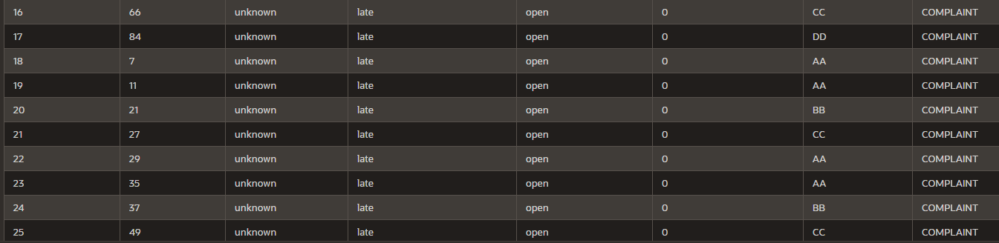 16 66 unknown late open 0 CC COMPLAINT
17 84 unknown late open 0 DD COMPLAINT
18 7 unknown late open 0 AA COMPLAINT
19 11 unknown late open 0 AA COMPLAINT
20 21 unknown late open 0 BB COMPLAINT
21 27 unknown late open 0 CC COMPLAINT
22 29 unknown late open 0 AA COMPLAINT
23 35 unknown late open 0 AA COMPLAINT
24 37 unknown late open 0 BB COMPLAINT
25 49 unknown late open 0 CC COMPLAINT